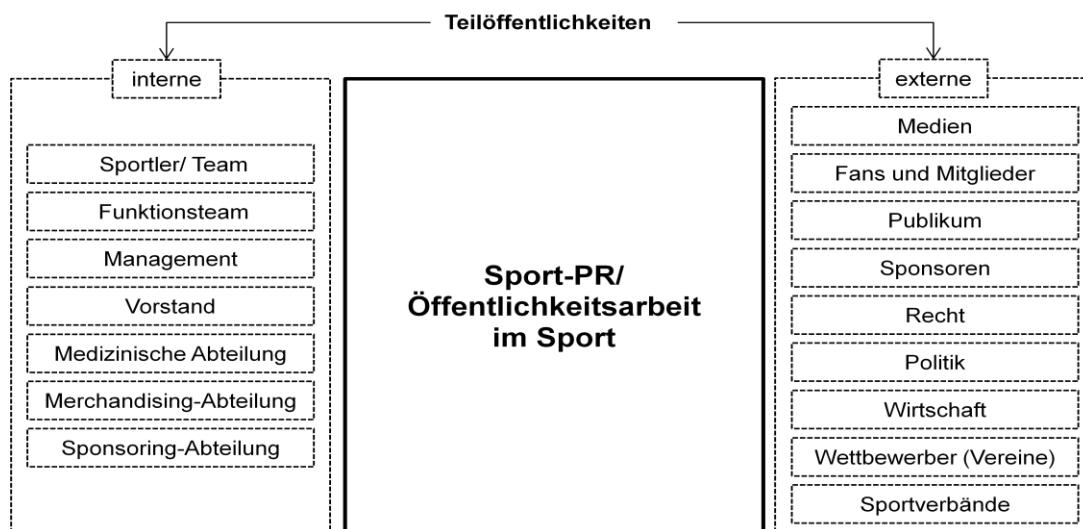 Teilöffentlichkeiten
interne
Sportler/ Team
Funktionsteam
Management
Vorstand
Medizinische Abteilung
Merchandising-Abteilung
Sponsoring-Abteilung
Sport-PR/
Öffentlichkeitsarbeit
im Sport
externe
Medien
Fans und Mitglieder
Publikum
Sponsoren
Recht
Politik
Wirtschaft
Wettbewerber (Vereine)
Sportverbände